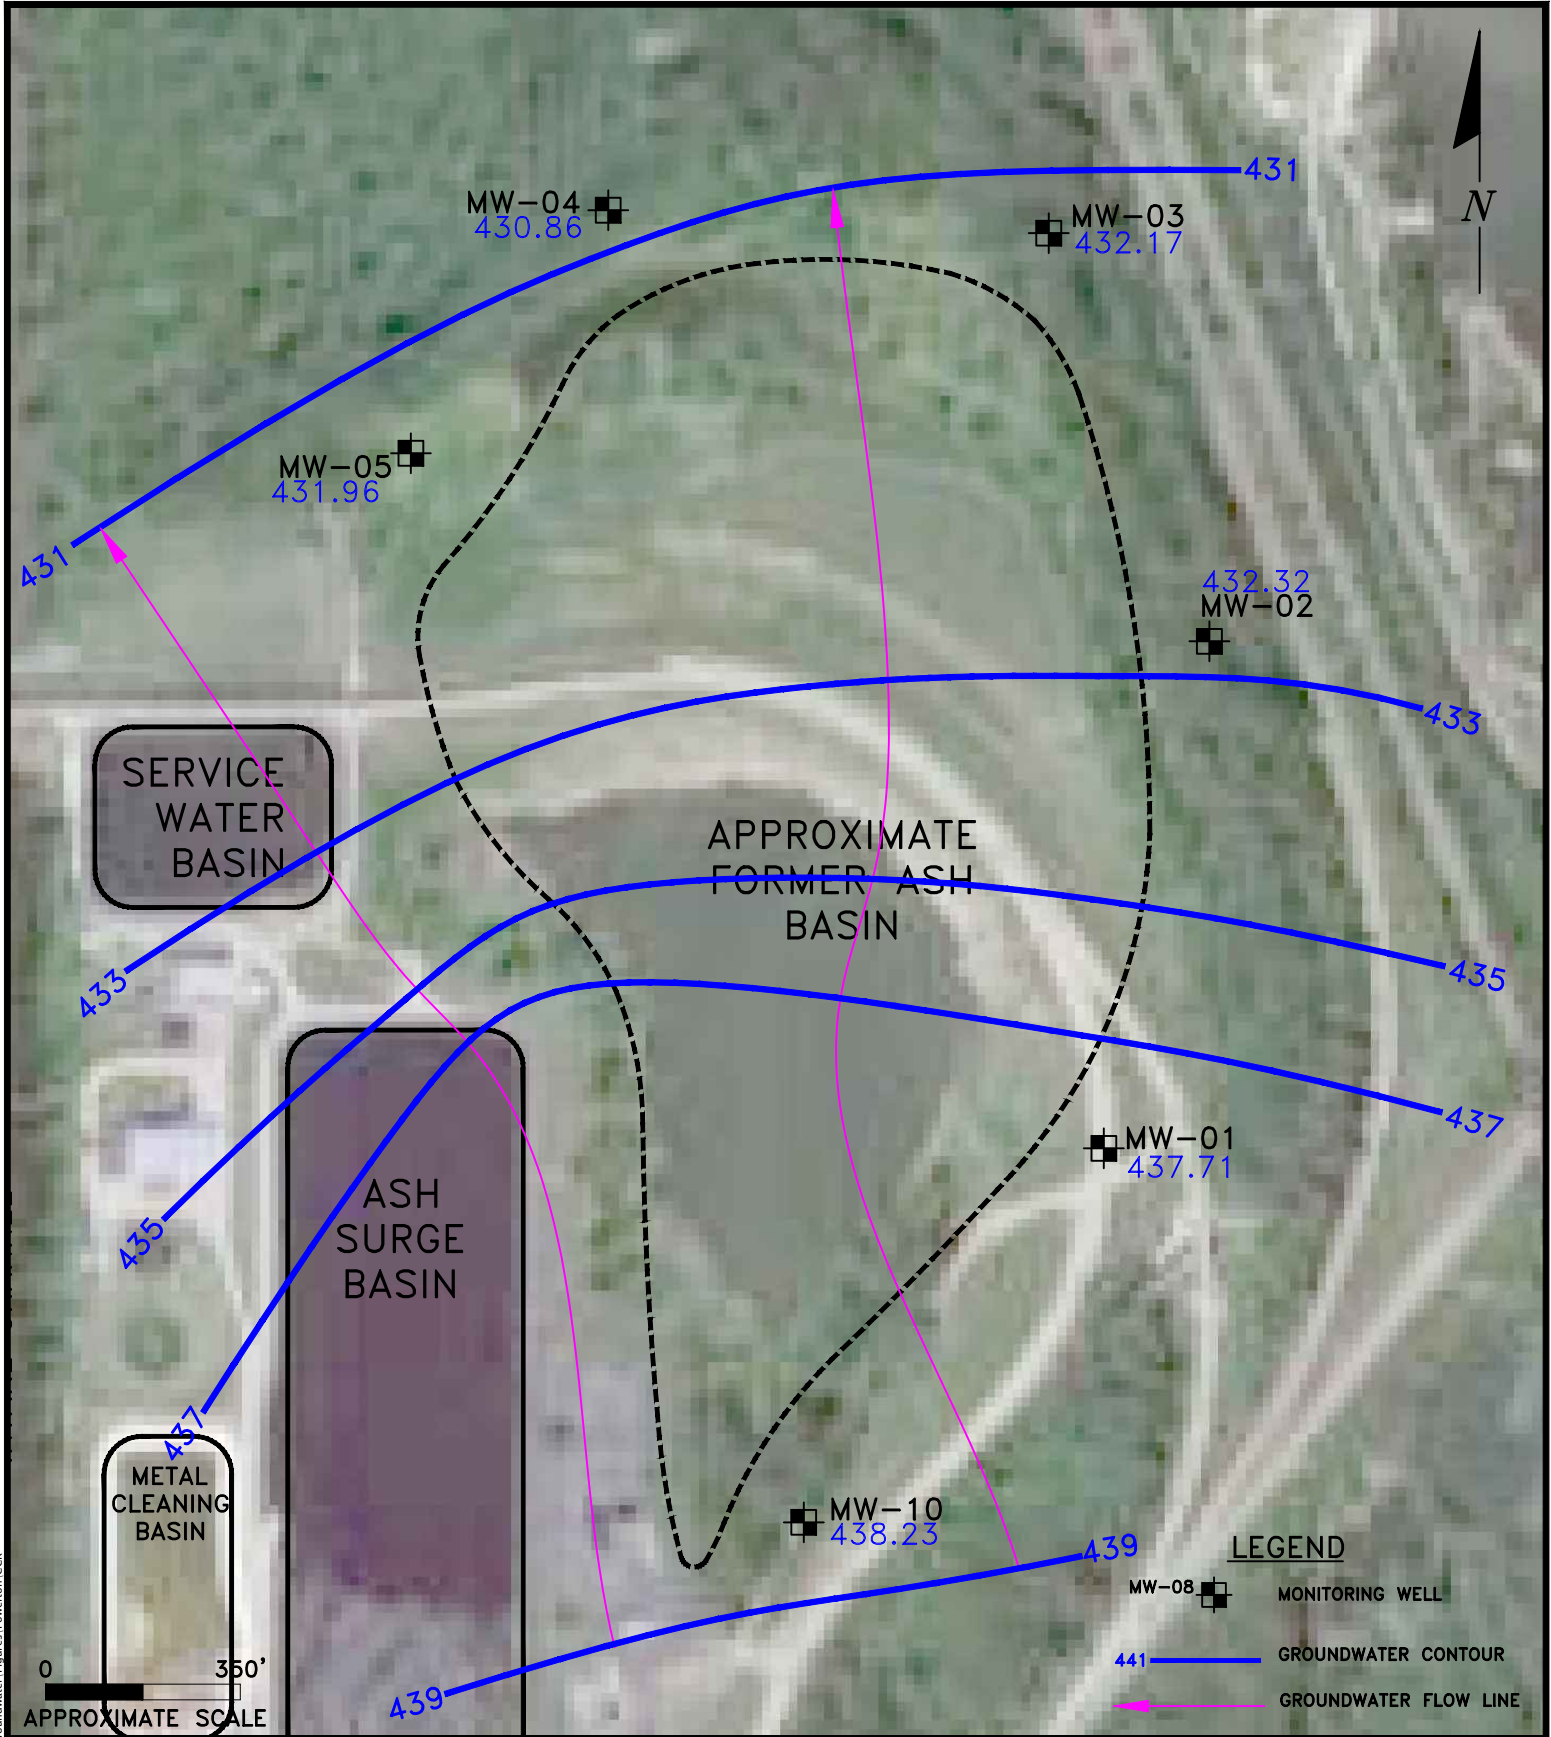 431
N
MW-04
430.86
MW-03
432.17
MW-05
431.96
431
432.32
MW-02
433
SERVICE
WATER
BASIN
APPROXIMATE
FORMER ASH
BASIN
433
435
437
MW-01
437.71
ASH
SURGE
BASIN
435
437
METAL
CLEANING
BASIN
MW-10
438.23
439
LEGEND
MW-08
MONITORING WELL
441
GROUNDWATER CONTOUR
0
350'
439
GROUNDWATER FLOW LINE
APPROXIMATE SCALE